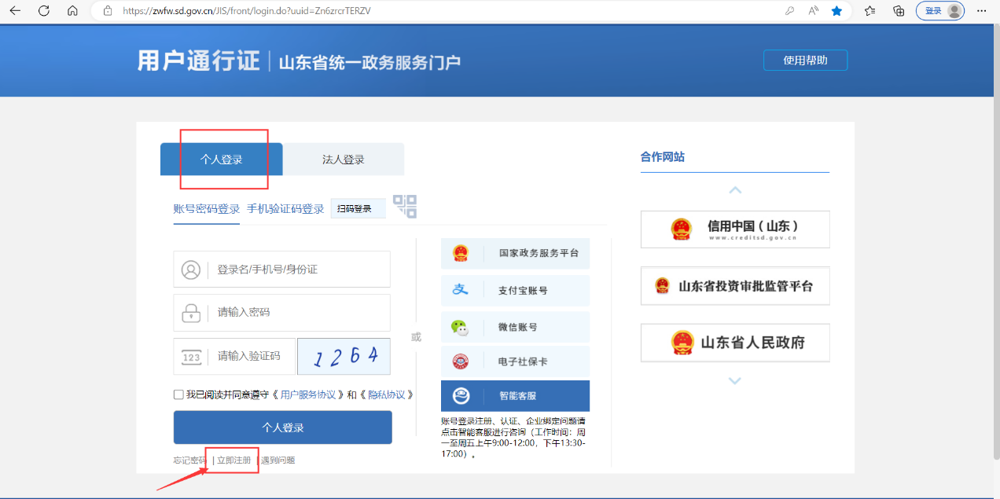 https://zwfw.sd.gov.cn/JIS/front/login.do?uuid=Zn6zrcrTERZV
登录
用户通行证 | 山东省统一政务服务门户
使用帮助
个人登录
法人登录
账号密码登录 手机验证码登录 扫码登录
登录名/手机号/身份证
请输入密码
123 请输入验证码 1264
我已阅读并同意遵守《 用户服务协议 》和《 隐私协议 》
个人登录
忘记密码 | 立即注册 | 遇到问题
或
国家政务服务平台
支 支付宝账号
微信账号
电子社保卡
智能客服
账号登录注册、认证、企业绑定问题请
点击智能客服进行咨询（工作时间：周
一至周五上午9:00-12:00，下午13:30-
17:00）。
合作网站
信用中国（山东）
www.creditsd.gov.cn
山东省投资审批监管平台
山东省人民政府